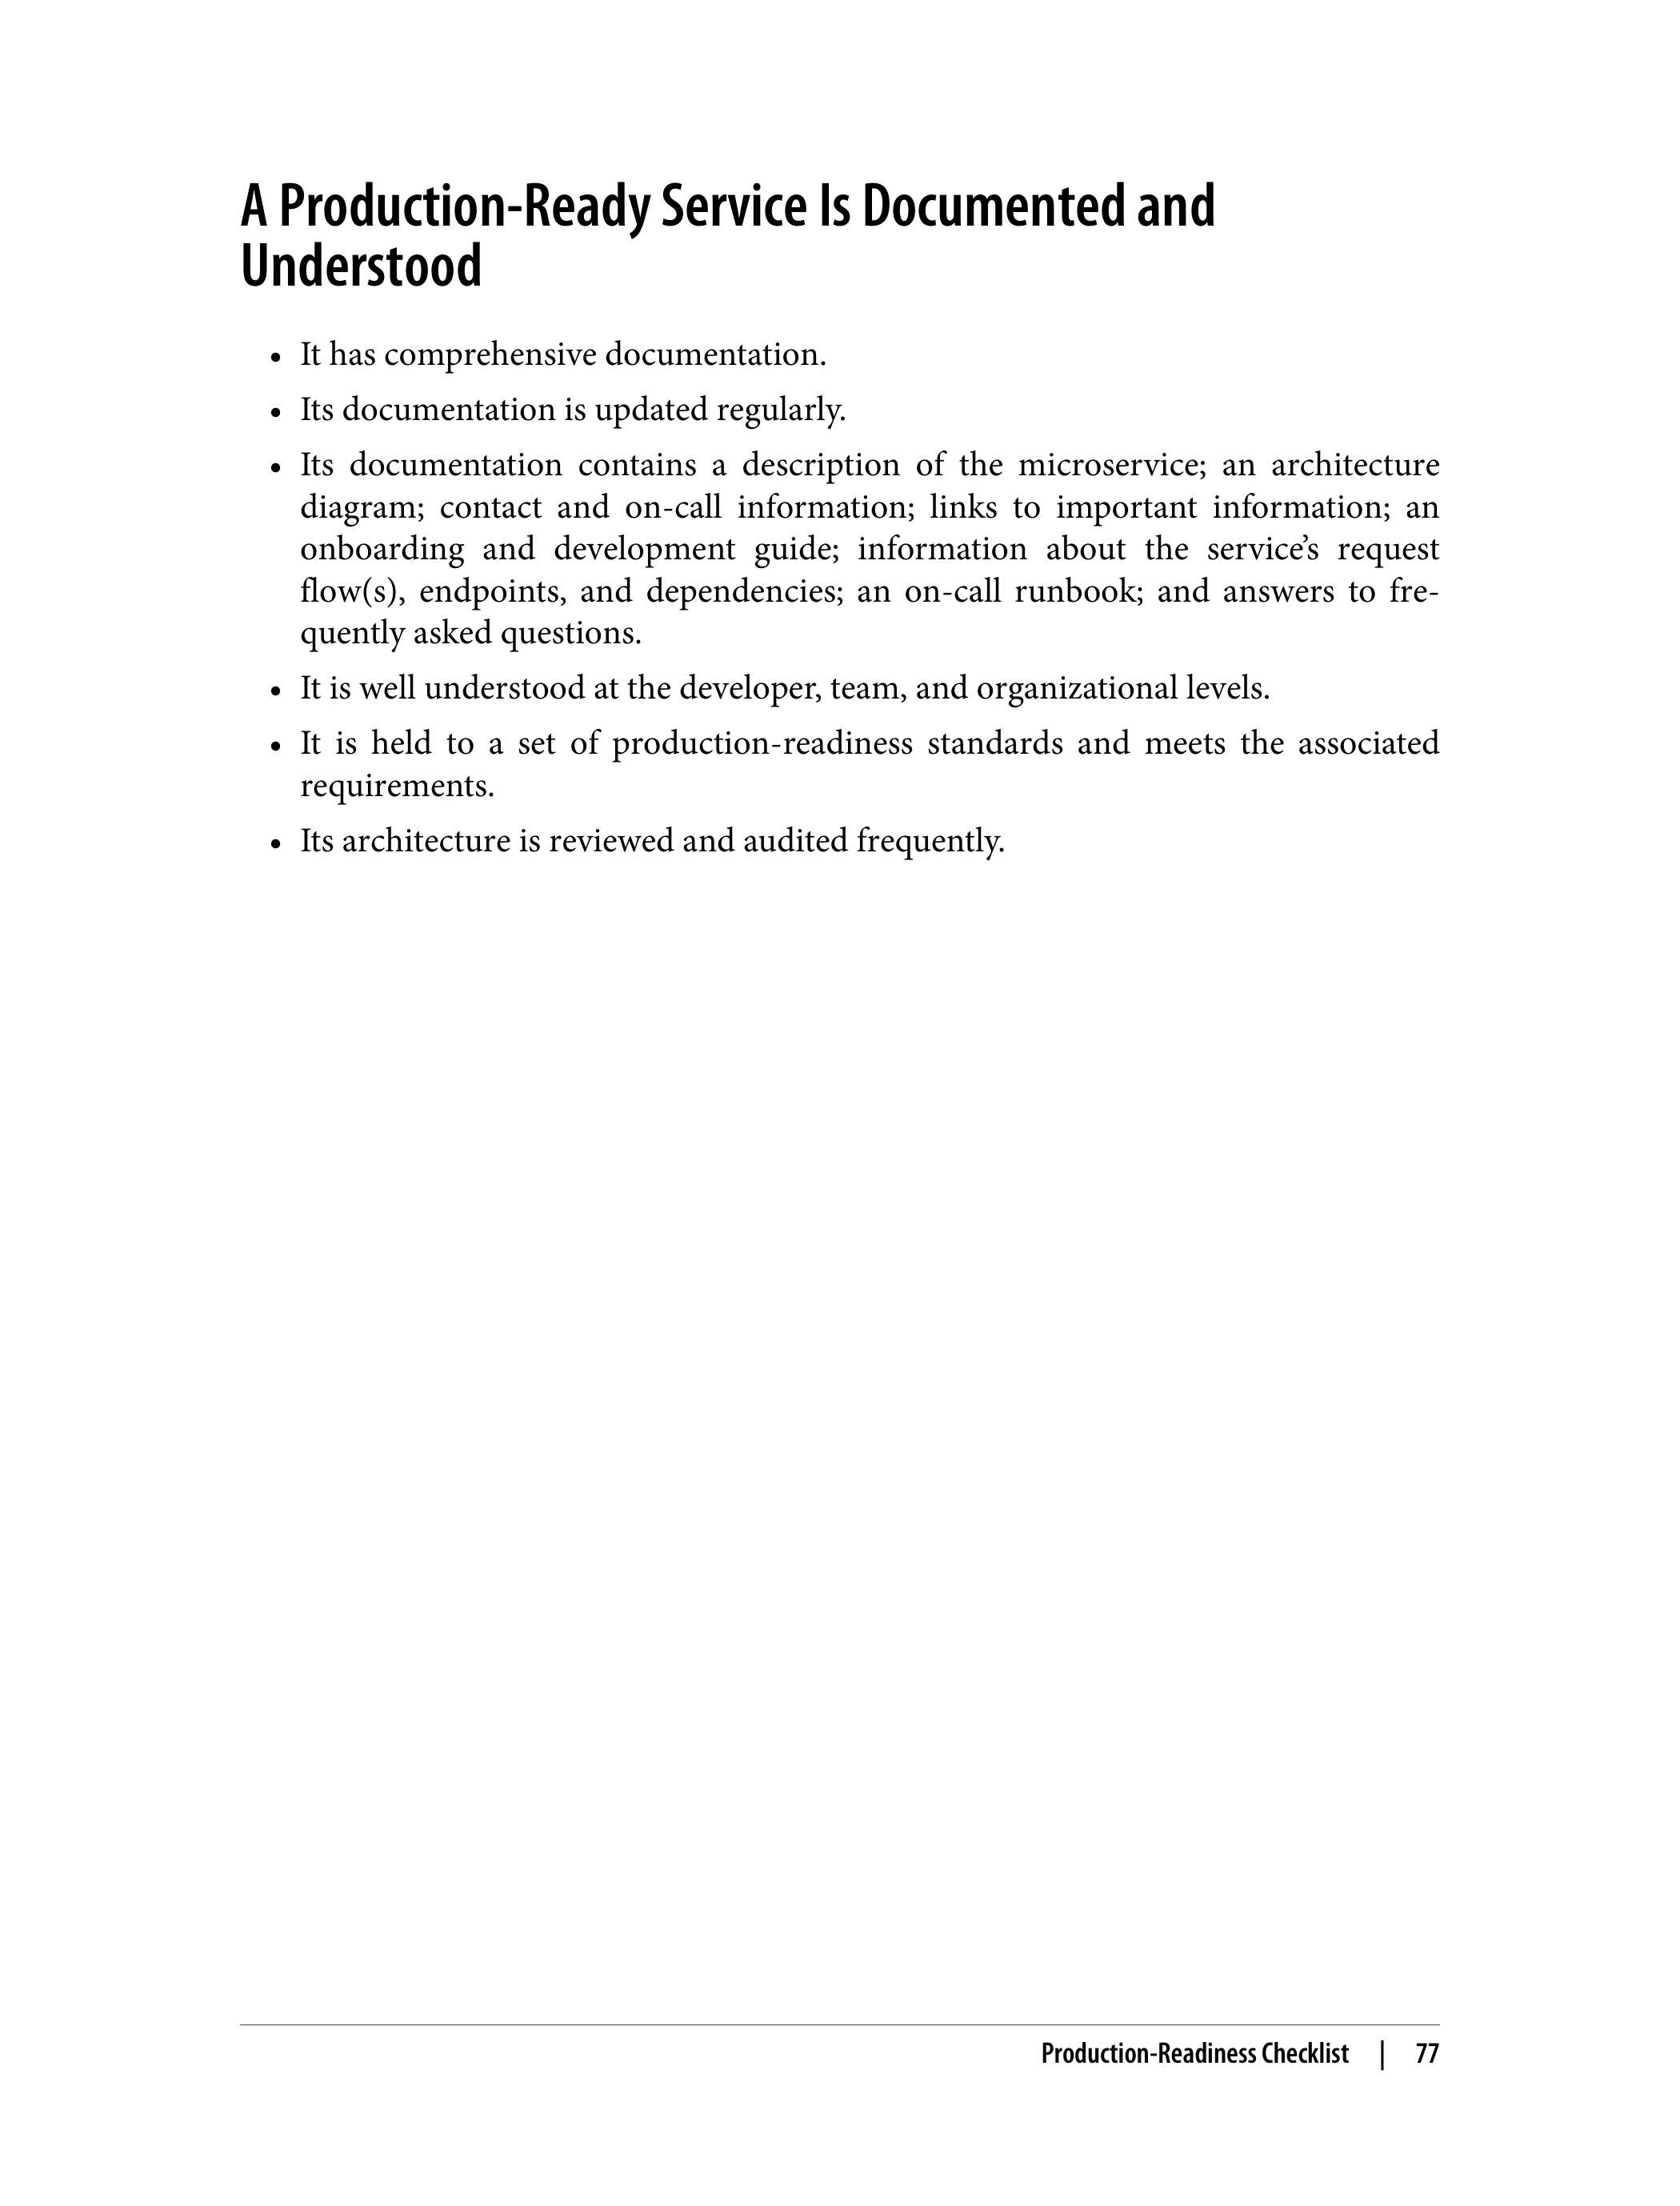 A Production-Ready Service Is Documented and
Understood
• It has comprehensive documentation.
• Its documentation is updated regularly.
• Its documentation contains a description of the microservice; an architecture
diagram; contact and on-call information; links to important information; an
onboarding and development guide; information about the service’s request
flow(s), endpoints, and dependencies; an on-call runbook; and answers to fre-
quently asked questions.
• It is well understood at the developer, team, and organizational levels.
• It is held to a set of production-readiness standards and meets the associated
requirements.
• Its architecture is reviewed and audited frequently.
Production-Readiness Checklist | 77